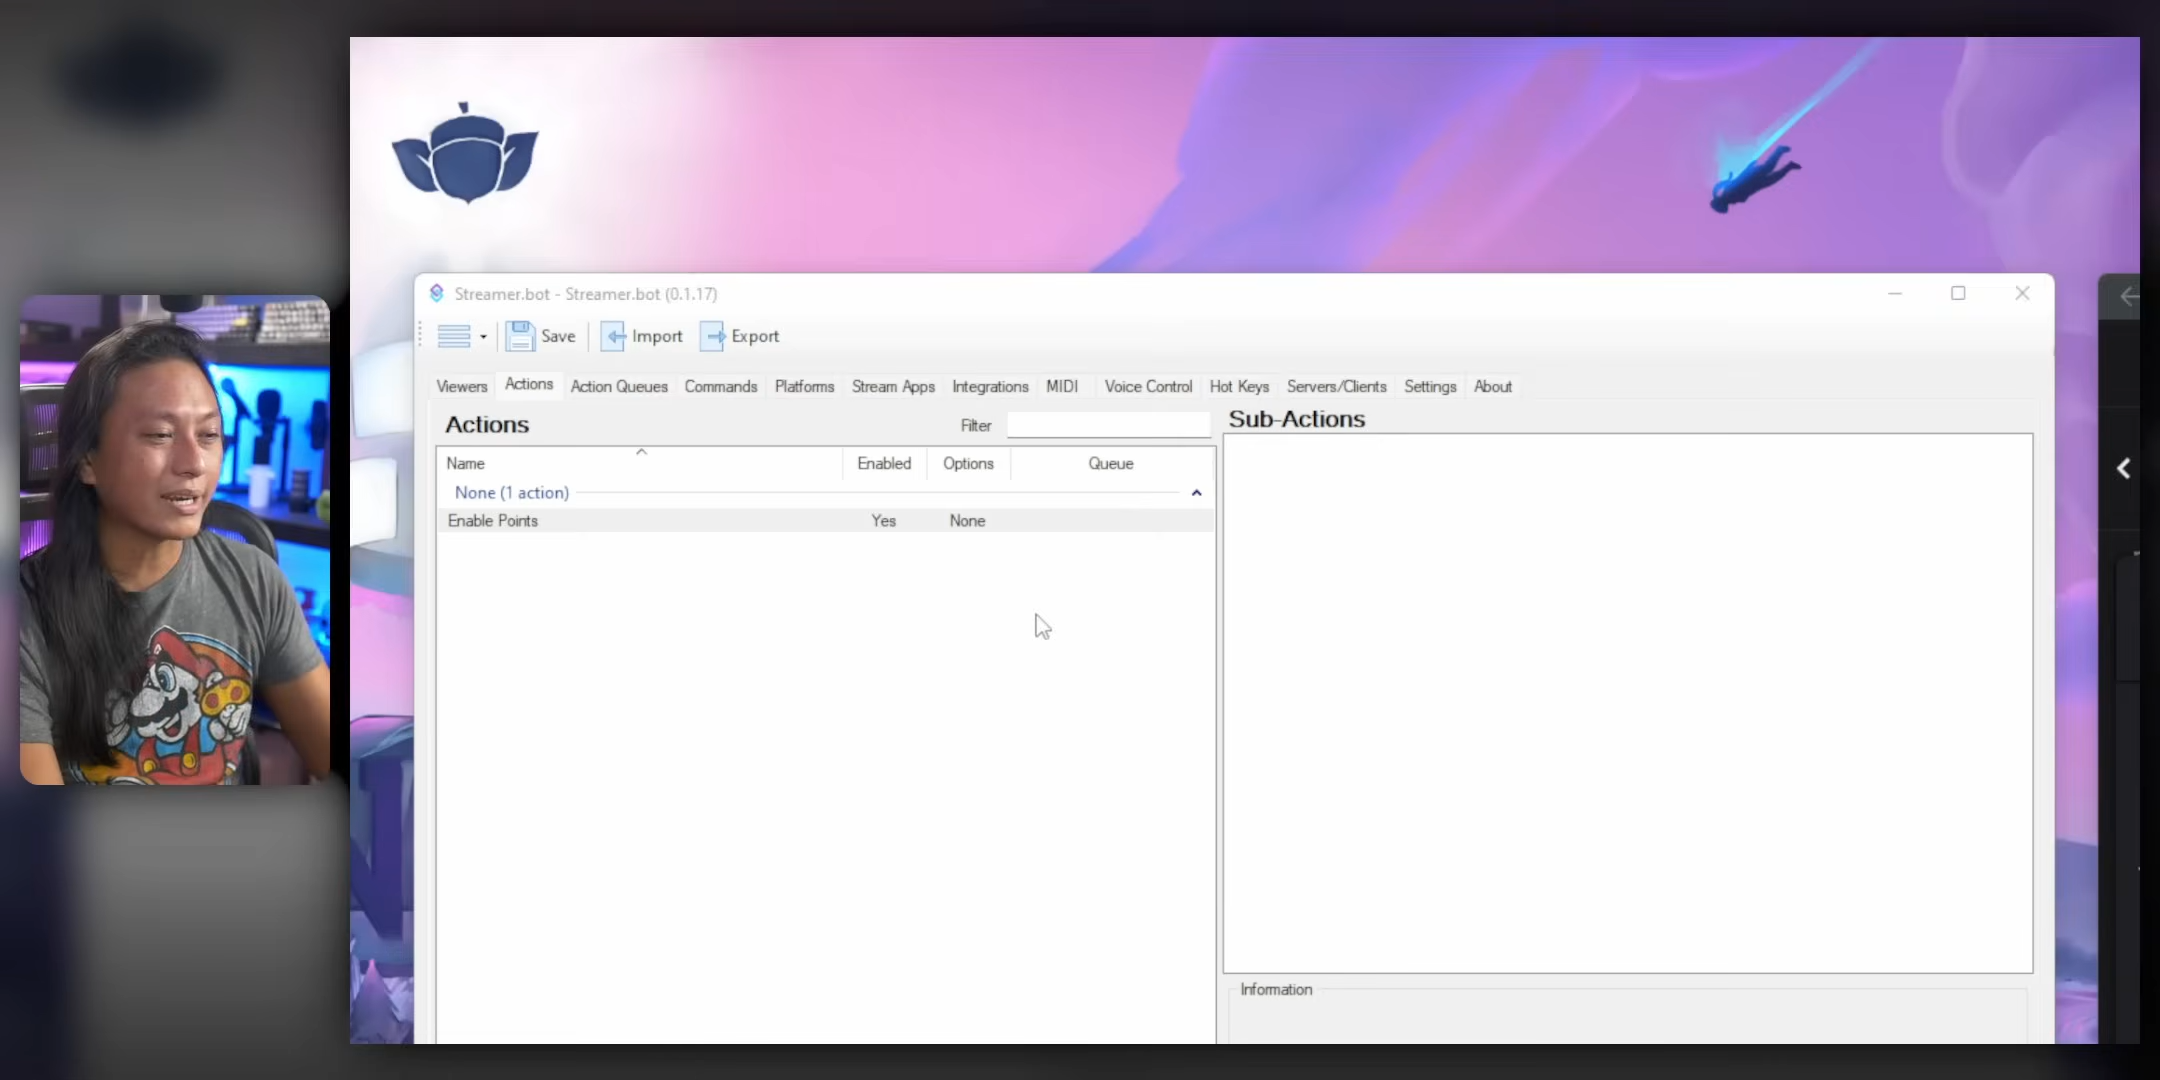 Streamer.bot - Streamer.bot (0.1.17)
Save Import Export
Viewers Actions Action Queues Commands Platforms Stream Apps Integrations MIDI Voice Control Hot Keys Servers/Clients Settings About
Actions Filter
Name Enabled Options Queue
None (1 action)
Enable Points Yes None
Sub-Actions
Information